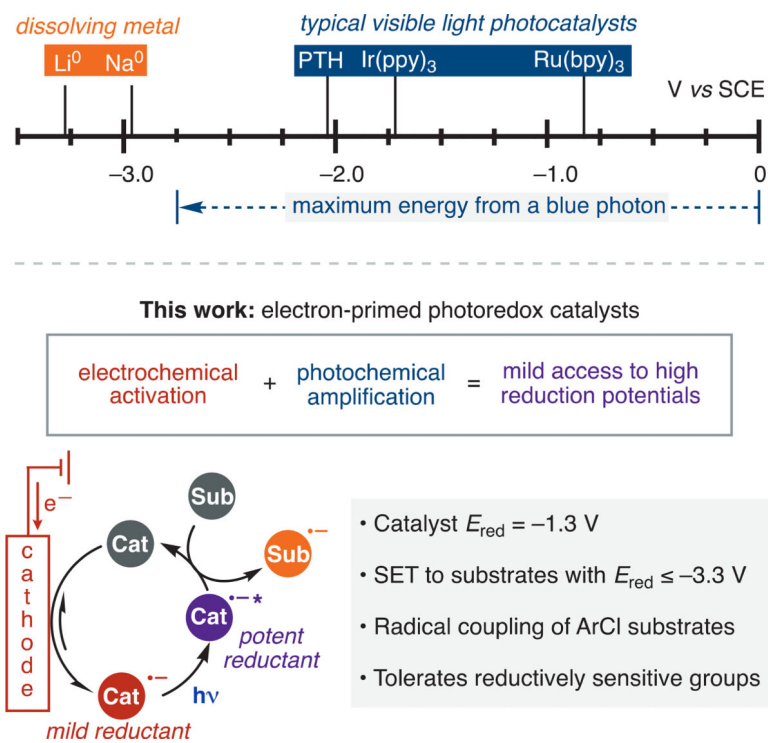 dissolving metal
typical visible light photocatalysts
Li⁰ Na⁰
PTH Ir(ppy)₃ Ru(bpy)₃
V vs SCE
–3.0 –2.0 –1.0 0
maximum energy from a blue photon
This work: electron-primed photoredox catalysts
electrochemical
activation
+
photochemical
amplification
=
mild access to high
reduction potentials
e–
cathode
Sub
Cat
Sub •–
Cat •–*
potent
reductant
Cat •–
hν
mild reductant
• Catalyst Ered = –1.3 V
• SET to substrates with Ered ≤ –3.3 V
• Radical coupling of ArCl substrates
• Tolerates reductively sensitive groups